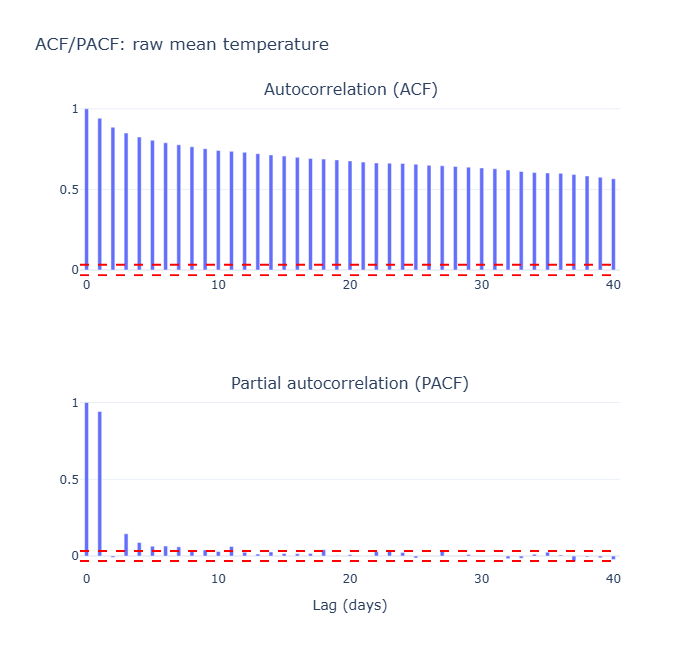 ACF/PACF: raw mean temperature
Autocorrelation (ACF)
1
0.5
0
0 10 20 30 40
Partial autocorrelation (PACF)
1
0.5
0
0 10 20 30 40
Lag (days)